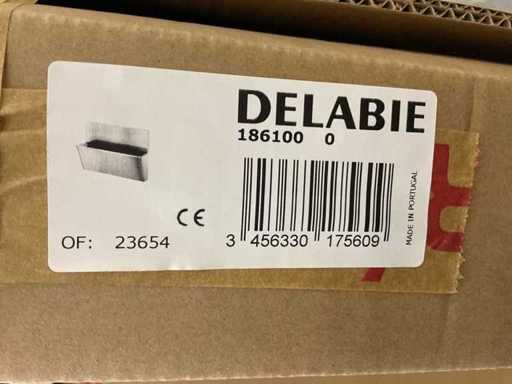 DELABIE
186100 0
CE
OF: 23654
3 456330 175609
MADE IN PORTUGAL